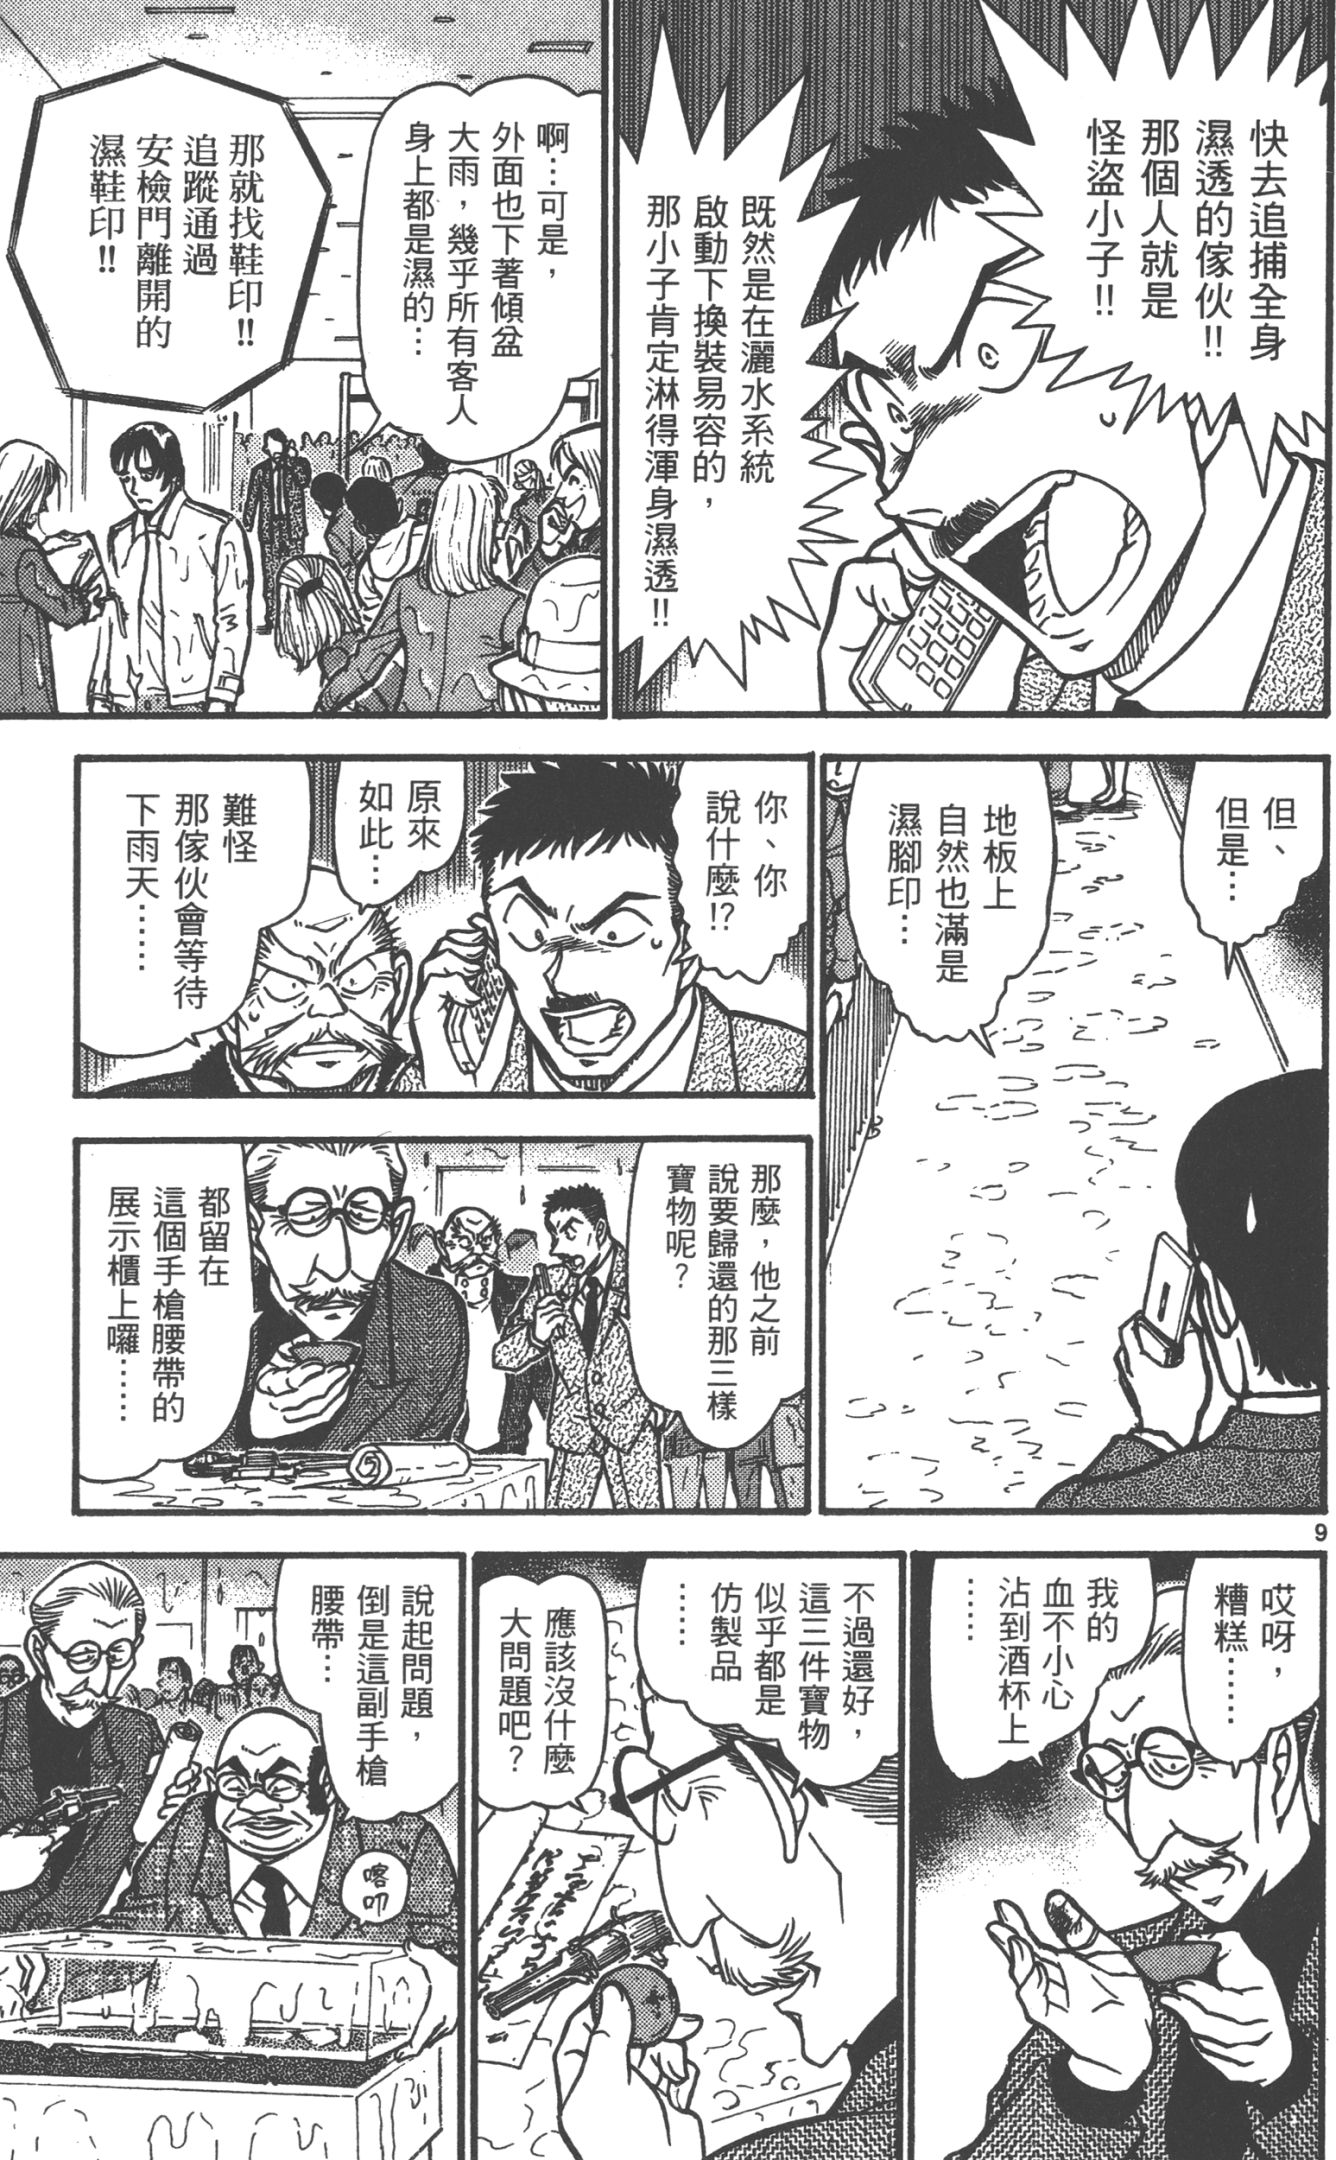 快去追捕全身
濕透的傢伙!!
那個人就是
怪盜小子!!
既然是在灑水系統
啟動下換裝易容的，
那小子肯定淋得渾身濕透!!
啊…可是，
外面也下著傾盆
大雨，幾乎所有客人
身上都是濕的…
那就找鞋印!!
追蹤通過
安檢門離開的
濕鞋印!!
但、
但是…
地板上
自然也滿是
濕腳印…
你、你
說什麼!?
原來
如此…
難怪
那傢伙會等待
下雨天……
那麼，他之前
說要歸還的那三樣
寶物呢？
都留在
這個手槍腰帶的
展示櫃上囉……
9
哎呀，
糟糕……
我的
血不小心
沾到酒杯上
……
不過還好，
這三件寶物
似乎都是
仿製品
……
應該沒什麼
大問題吧？
說起問題，
倒是這副手槍
腰帶…
喀叩